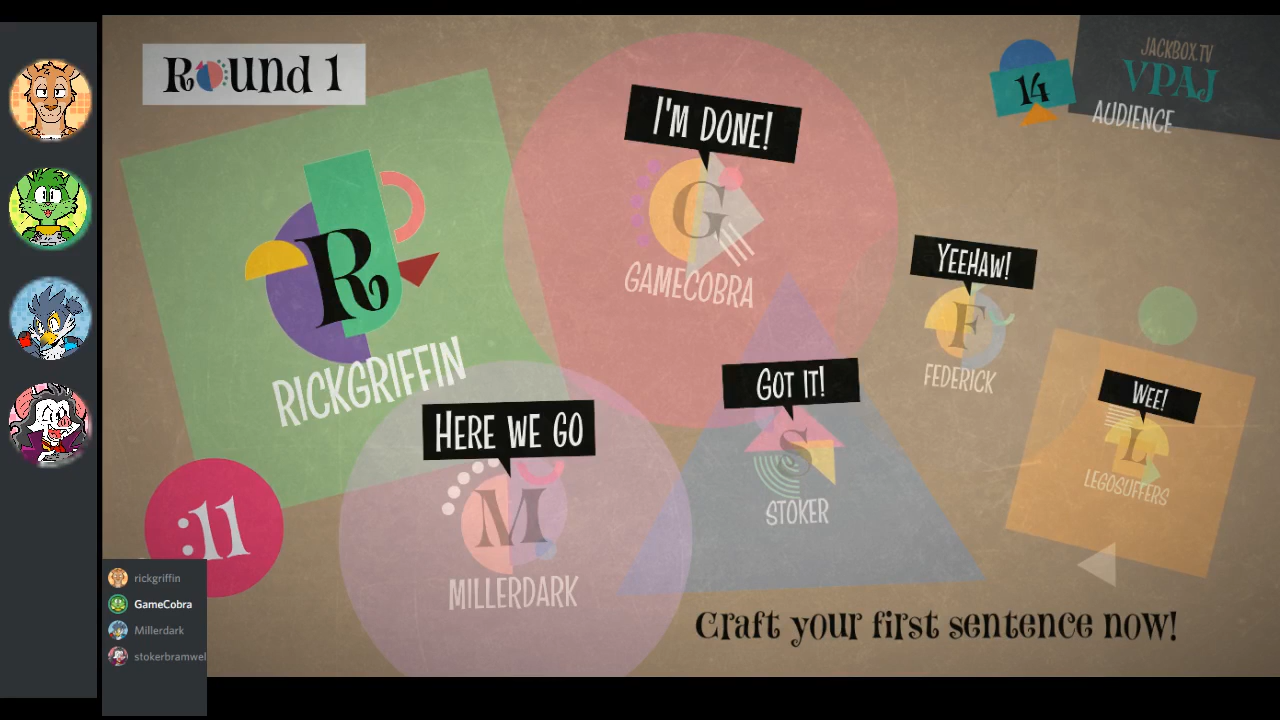 Round 1
I'M DONE!
14
JACKBOX.TV
VPAJ
AUDIENCE
G
GAMECOBRA
R
RICKGRIFFIN
YEEHAW!
F
FEDERICK
GOT IT!
S
STOKER
WEE!
L
LEGOSUFFERS
HERE WE GO
M
MILLERDARK
:11
rickgriffin
GameCobra
Millerdark
stokerbramwel
Craft your first sentence now!